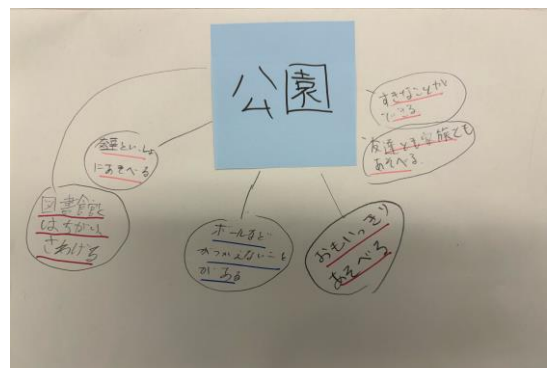 公園
すきなことが
できる
友達とも家族でも
あそべる
といっしょ
にあそべる
図書館と
はちがい
さわげる
ボールなど
がつかえないこと
がある
おもいっきり
あそべる